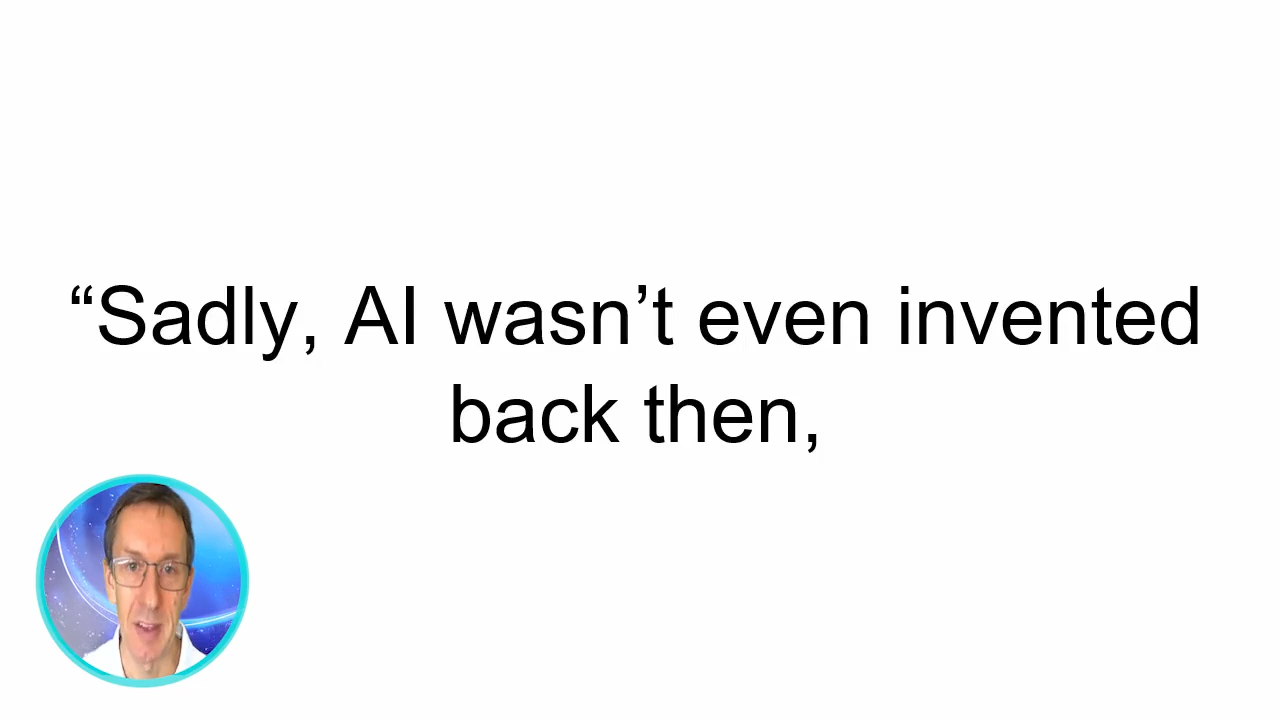 “Sadly, AI wasn’t even invented
back then,